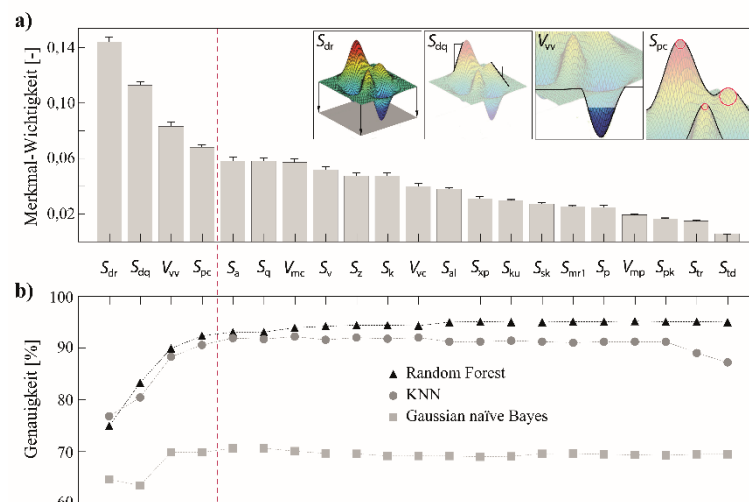 a)
Merkmal-Wichtigkeit [-]
0,14
0,10
0,06
0,02
Sdr
Sdq
Vvv
Spc
Sdr Sdq Vvv Spc Sa Sq Vmc Sv Sz Sk Vvc Sal Sxp Sku Ssk Smr1 Sp Vmp Spk Str Std
b)
Genauigkeit [%]
100
90
80
70
60
Random Forest
KNN
Gaussian naïve Bayes